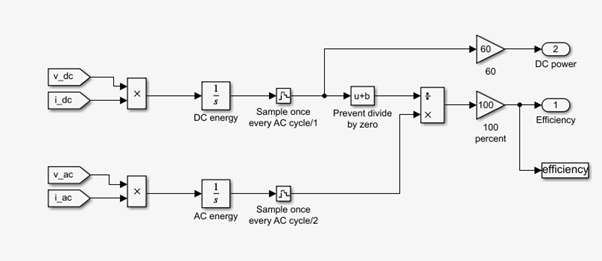 v_dc
i_dc
×
1
s
DC energy
Sample once
every AC cycle/1
u+b
Prevent divide
by zero
÷
×
60
60
2
DC power
100
100
percent
1
Efficiency
efficiency
v_ac
i_ac
×
1
s
AC energy
Sample once
every AC cycle/2